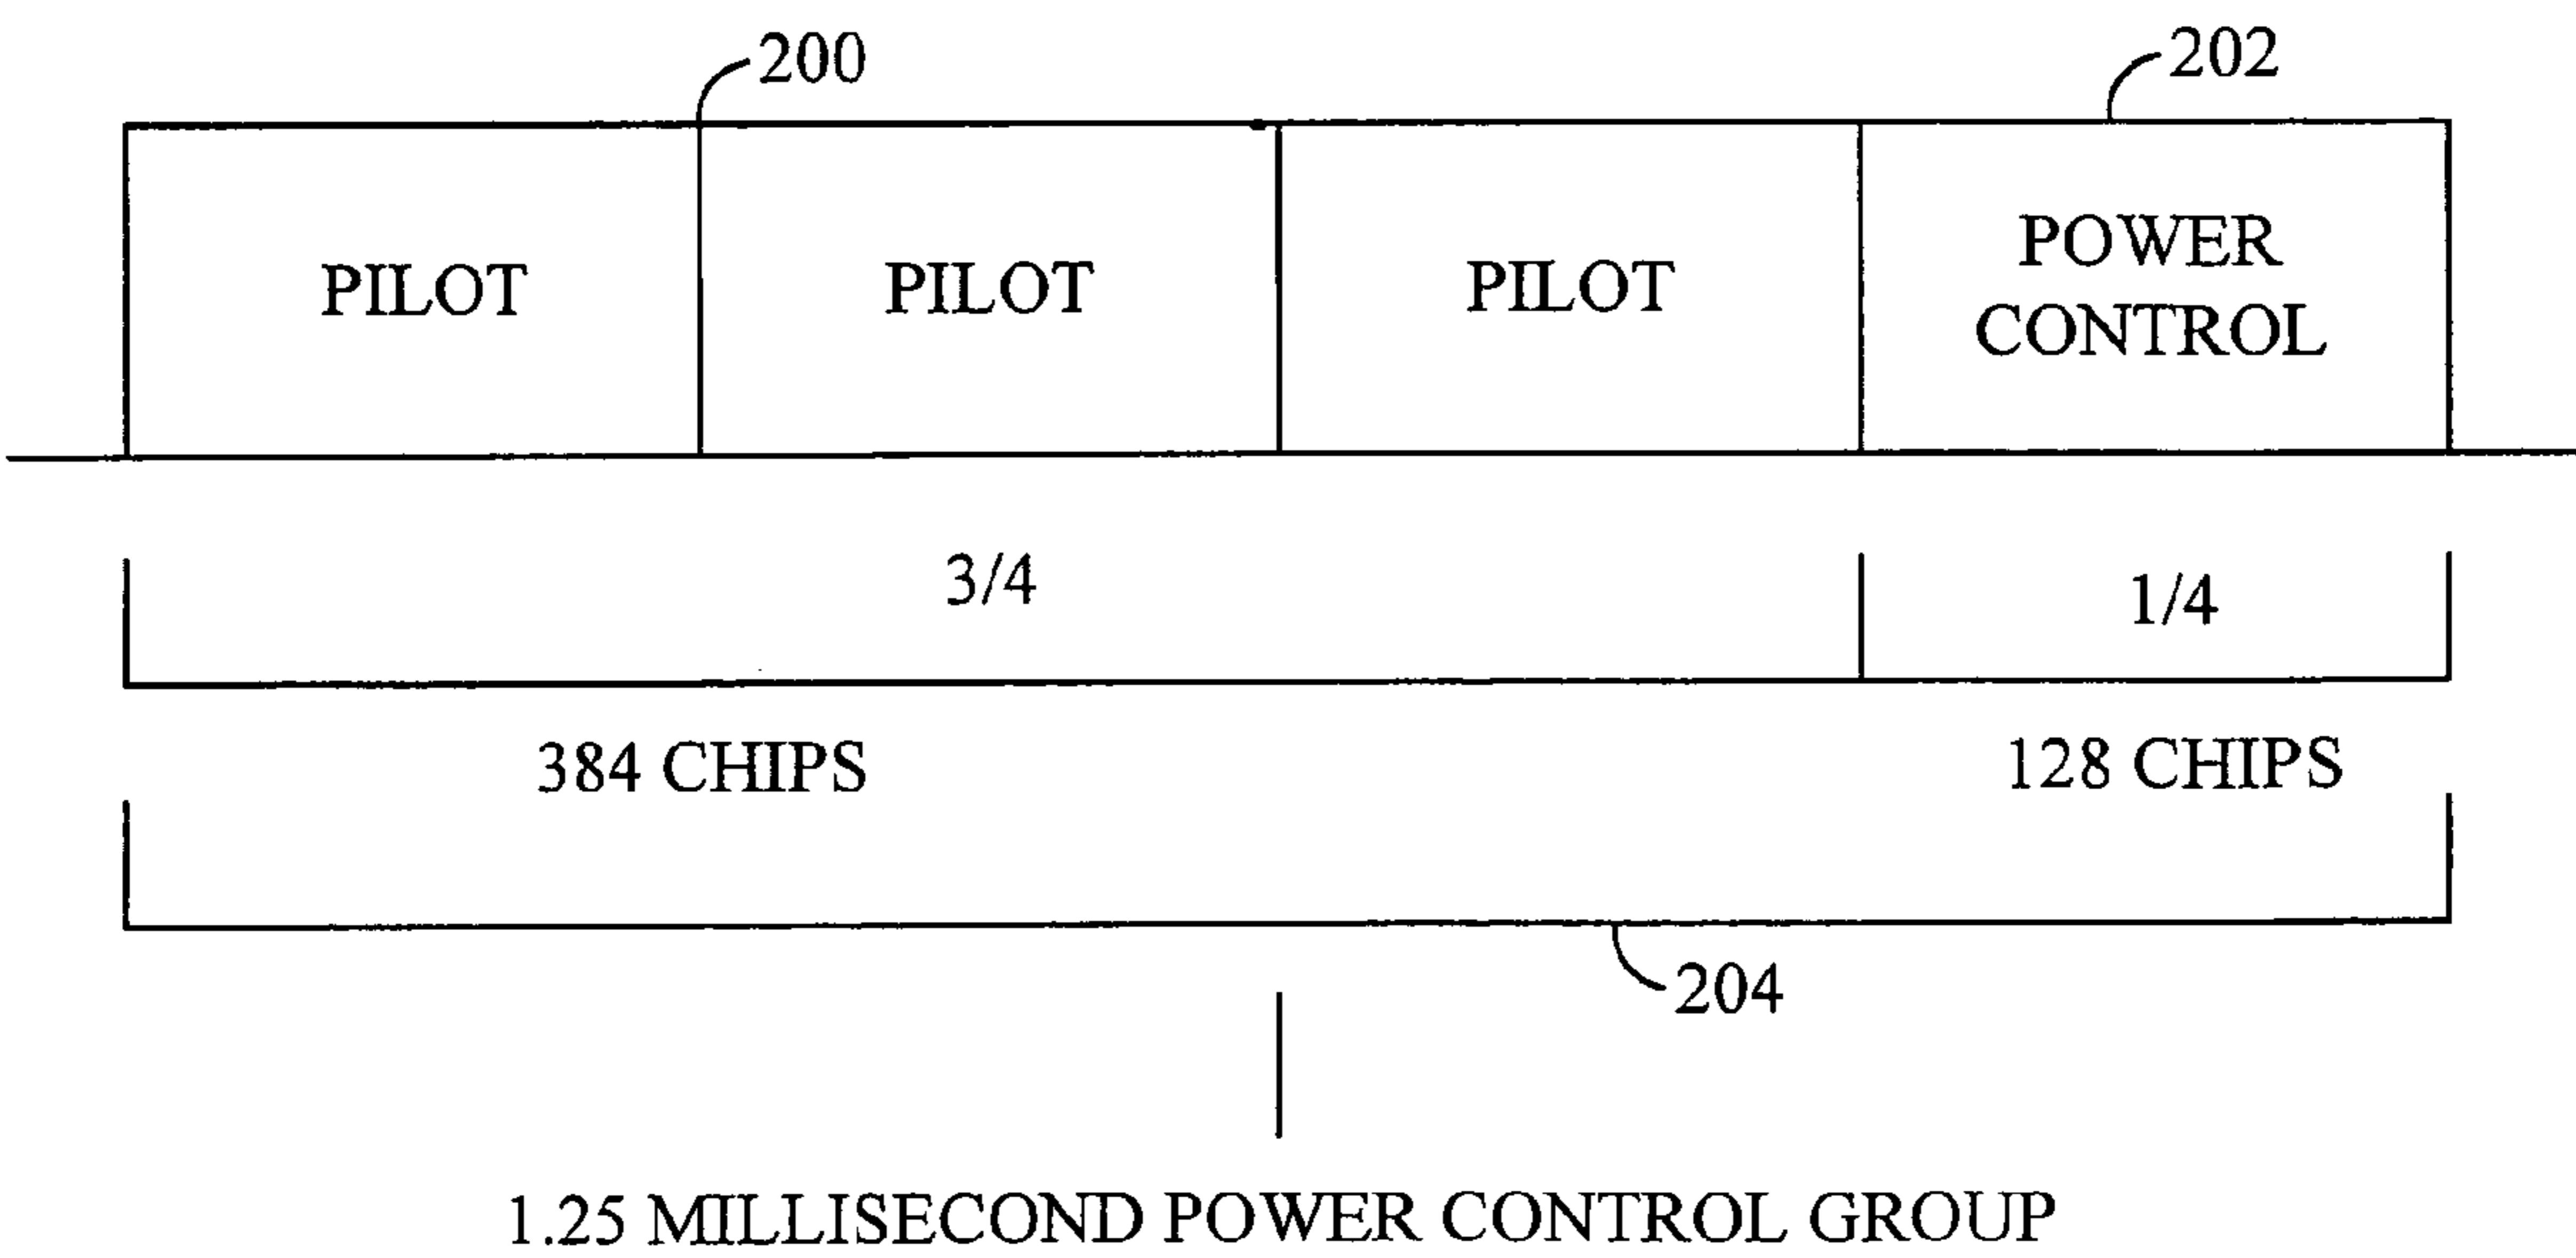 200
202
PILOT
PILOT
PILOT
POWER
CONTROL
3/4
1/4
384 CHIPS
128 CHIPS
204
1.25 MILLISECOND POWER CONTROL GROUP